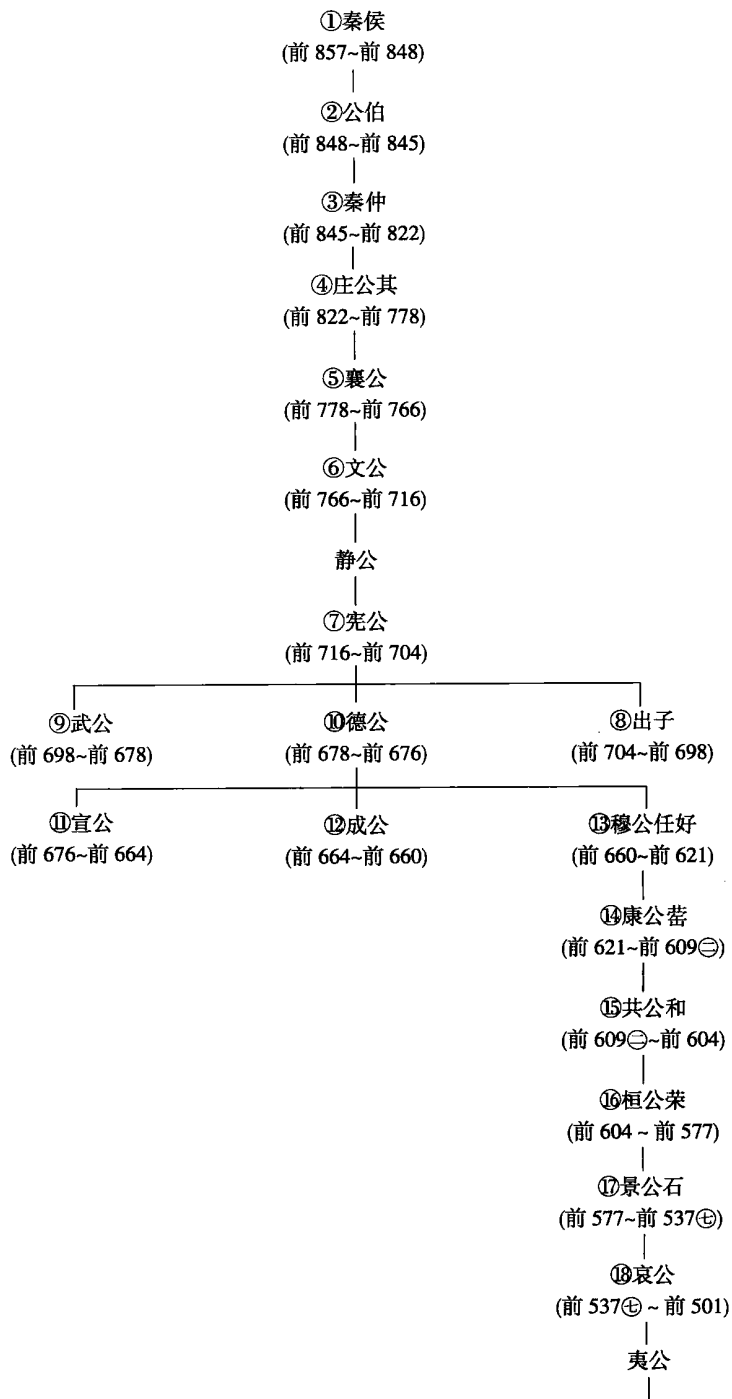 ①秦侯
(前 857~前 848)
②公伯
(前 848~前 845)
③秦仲
(前 845~前 822)
④庄公其
(前 822~前 778)
⑤襄公
(前 778~前 766)
⑥文公
(前 766~前 716)
静公
⑦宪公
(前 716~前 704)
⑨武公 ⑩德公 ⑧出子
(前 698~前 678) (前 678~前 676) (前 704~前 698)
⑪宣公 ⑫成公 ⑬穆公任好
(前 676~前 664) (前 664~前 660) (前 660~前 621)
⑭康公䓨
(前 621~前 609㊁)
⑮共公和
(前 609㊁~前 604)
⑯桓公荣
(前 604 ~ 前 577)
⑰景公石
(前 577~前 537㊆)
⑱哀公
(前 537㊆ ~ 前 501)
夷公